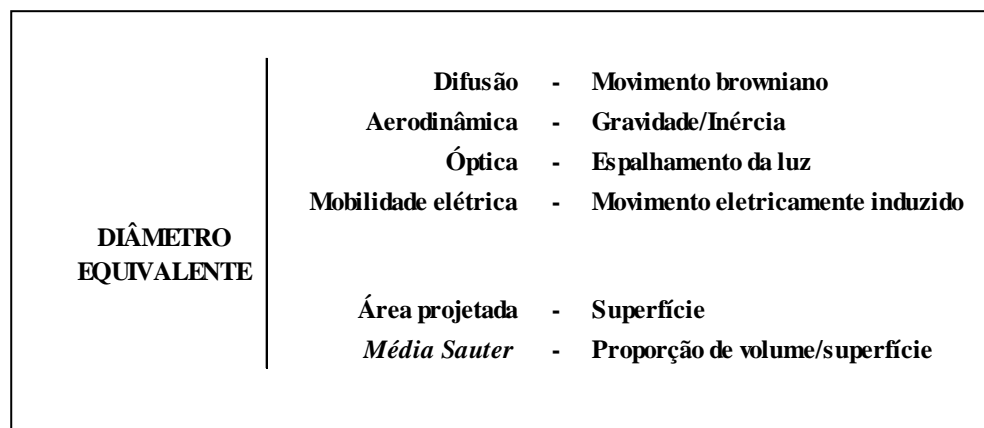 Difusão - Movimento browniano
Aerodinâmica - Gravidade/Inércia
Óptica - Espalhamento da luz
Mobilidade elétrica - Movimento eletricamente induzido
DIÂMETRO
EQUIVALENTE
Área projetada - Superfície
Média Sauter - Proporção de volume/superfície